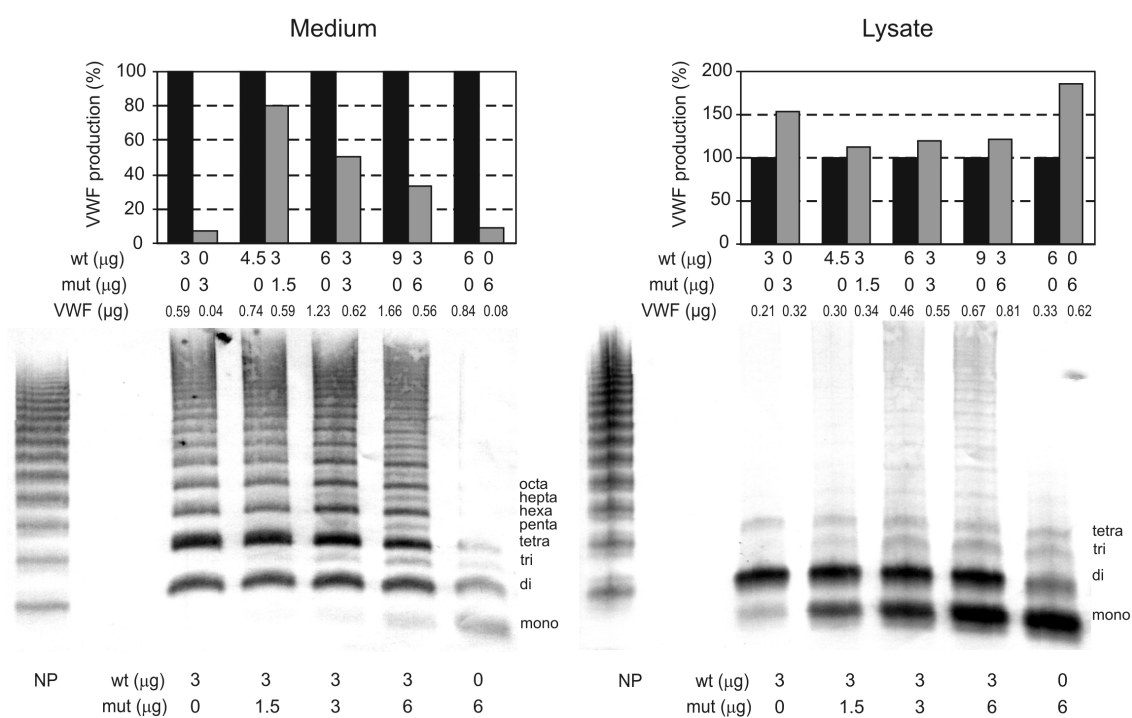 Medium
VWF production (%)
100
80
60
40
20
0
wt (μg) 3 0 4.5 3 6 3 9 3 6 0
mut (μg) 0 3 0 1.5 0 3 0 6 0 6
VWF (μg) 0.59 0.04 0.74 0.59 1.23 0.62 1.66 0.56 0.84 0.08
octa
hepta
hexa
penta
tetra
tri
di
mono
NP wt (μg) 3 3 3 3 0
mut (μg) 0 1.5 3 6 6
Lysate
VWF production (%)
200
150
100
50
0
wt (μg) 3 0 4.5 3 6 3 9 3 6 0
mut (μg) 0 3 0 1.5 0 3 0 6 0 6
VWF (μg) 0.21 0.32 0.30 0.34 0.46 0.55 0.67 0.81 0.33 0.62
tetra
tri
di
mono
NP wt (μg) 3 3 3 3 0
mut (μg) 0 1.5 3 6 6